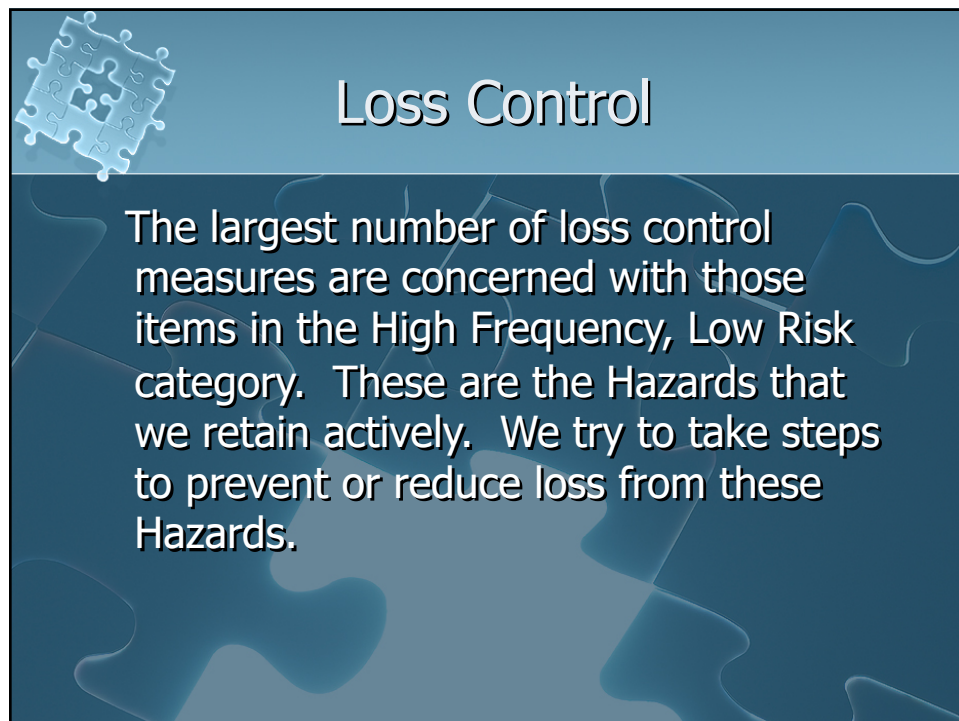 Loss Control
The largest number of loss control
measures are concerned with those
items in the High Frequency, Low Risk
category.  These are the Hazards that
we retain actively.  We try to take steps
to prevent or reduce loss from these
Hazards.